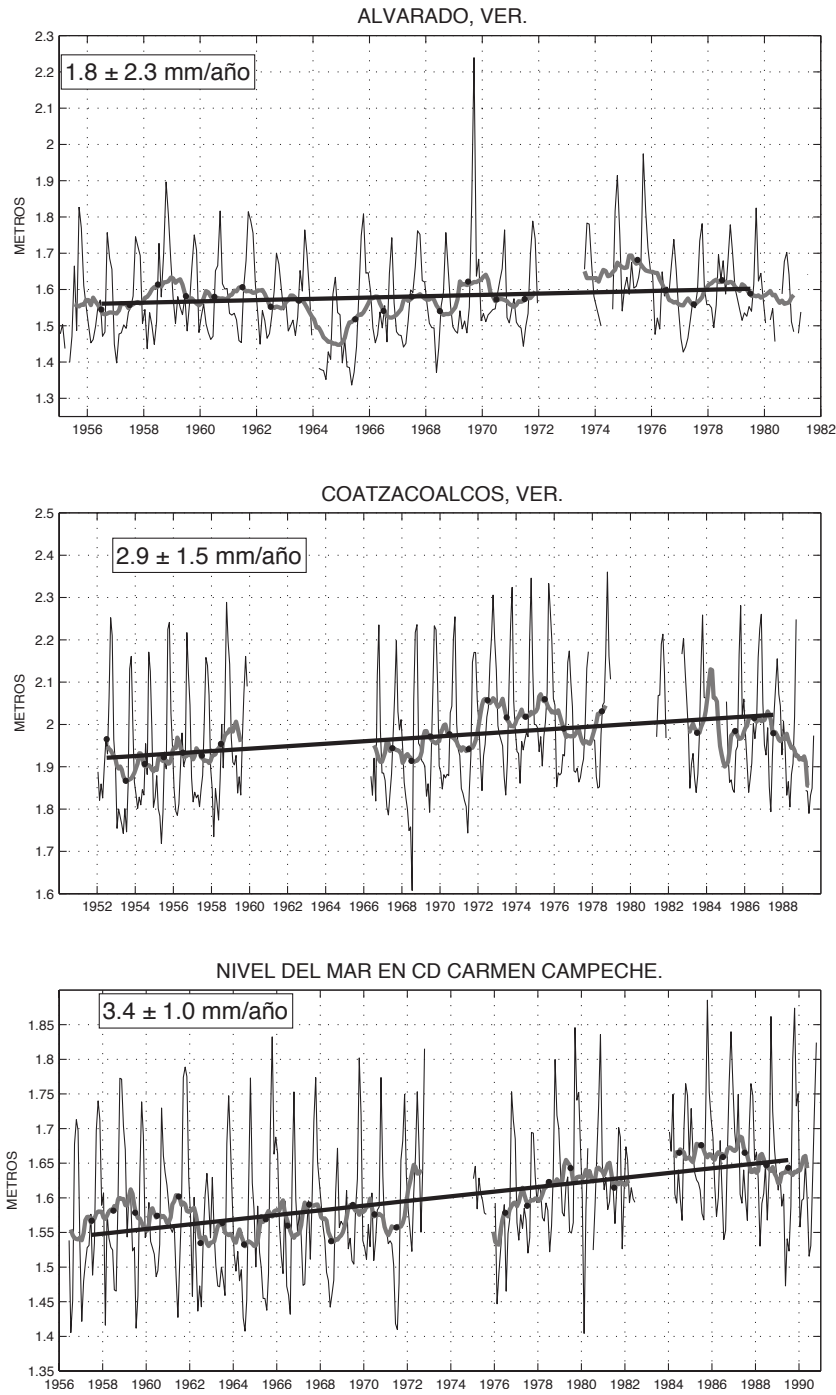 ALVARADO, VER.
2.3
1.8 ± 2.3 mm/año
2.2
2.1
2
1.9
METROS
1.8
1.7
1.6
1.5
1.4
1.3
1956 1958 1960 1962 1964 1966 1968 1970 1972 1974 1976 1978 1980 1982
COATZACOALCOS, VER.
2.5
2.4
2.9 ± 1.5 mm/año
2.3
2.2
2.1
METROS
2.0
1.9
1.8
1.7
1.6
1952 1954 1956 1958 1960 1962 1964 1966 1968 1970 1972 1974 1976 1978 1980 1982 1984 1986 1988
NIVEL DEL MAR EN CD CARMEN CAMPECHE.
3.4 ± 1.0 mm/año
1.85
1.8
1.75
1.7
METROS
1.65
1.6
1.55
1.5
1.45
1.4
1.35
1956 1958 1960 1962 1964 1966 1968 1970 1972 1974 1976 1978 1980 1982 1984 1986 1988 1990